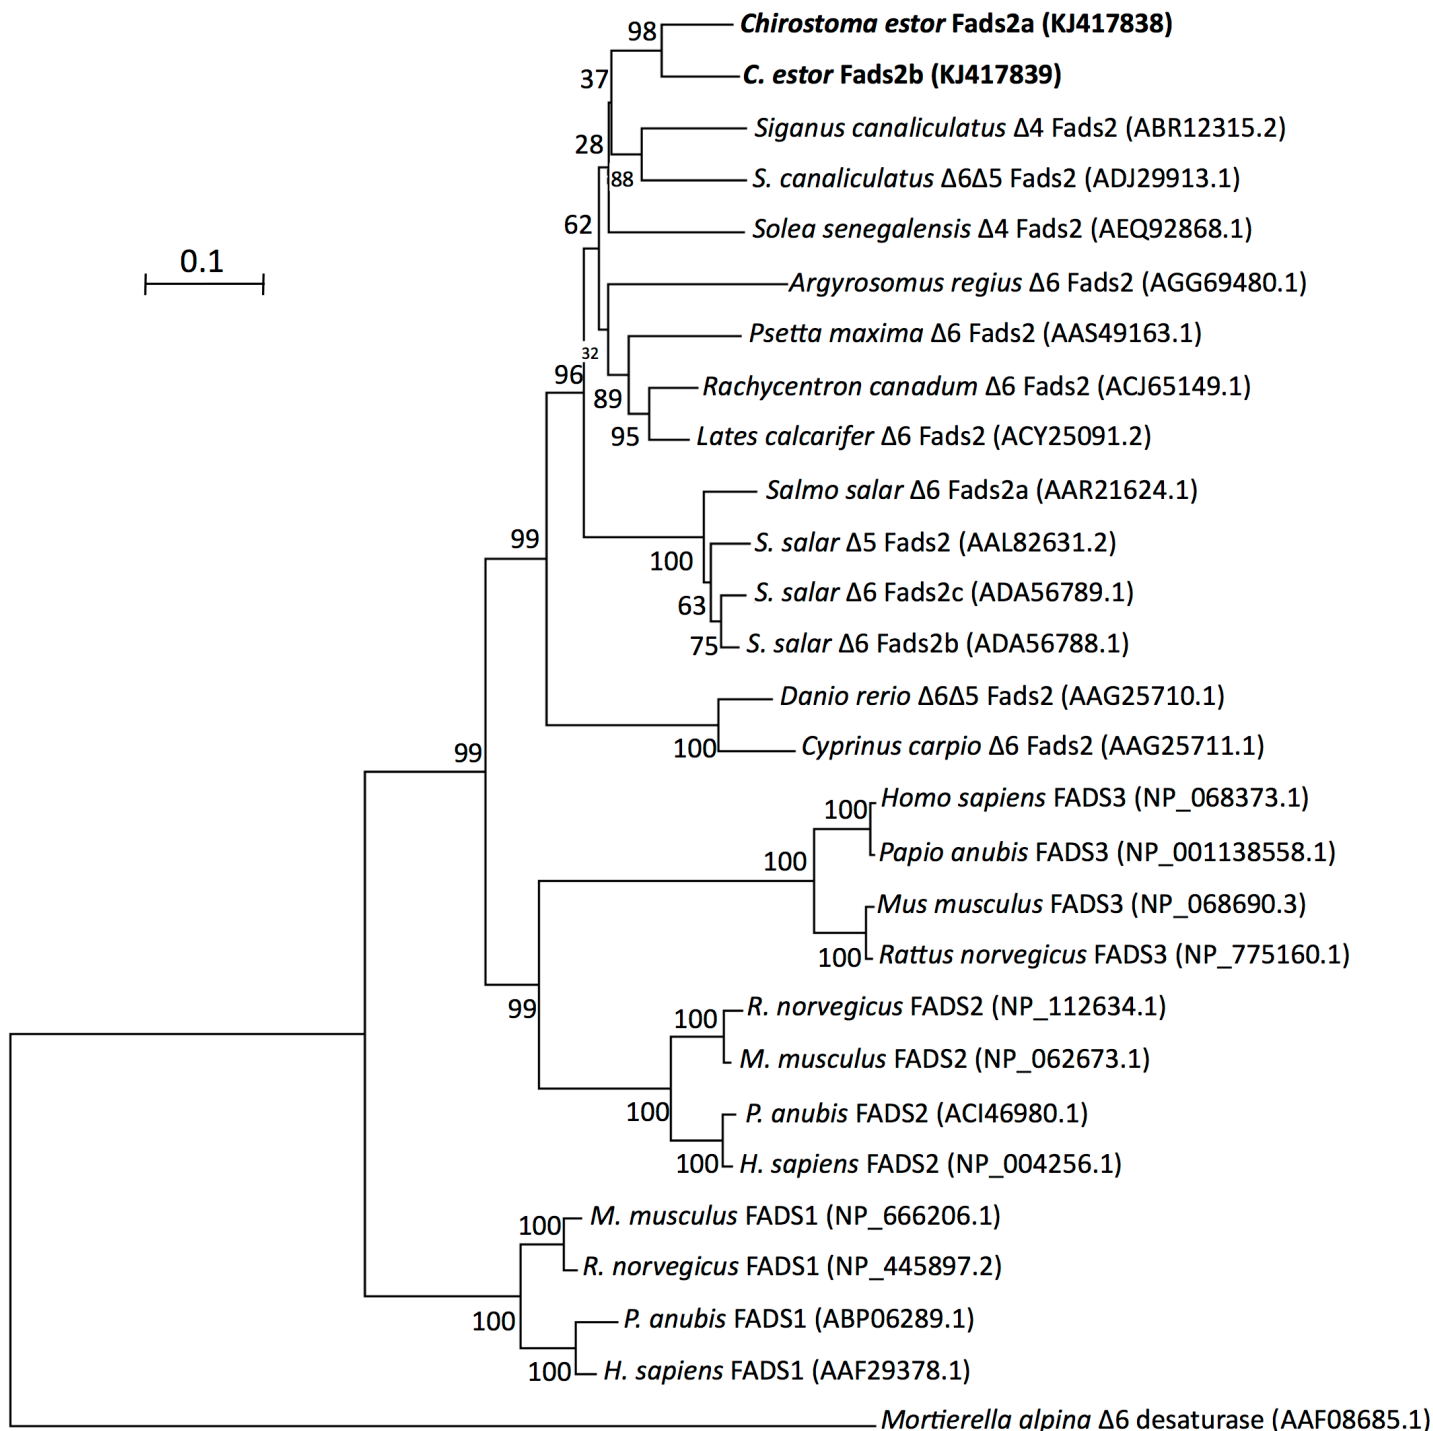 98
Chirostoma estor Fads2a (KJ417838)
37
C. estor Fads2b (KJ417839)
Siganus canaliculatus Δ4 Fads2 (ABR12315.2)
28
88
S. canaliculatus Δ6Δ5 Fads2 (ADJ29913.1)
62
Solea senegalensis Δ4 Fads2 (AEQ92868.1)
0.1
Argyrosomus regius Δ6 Fads2 (AGG69480.1)
Psetta maxima Δ6 Fads2 (AAS49163.1)
32
96
Rachycentron canadum Δ6 Fads2 (ACJ65149.1)
89
95
Lates calcarifer Δ6 Fads2 (ACY25091.2)
Salmo salar Δ6 Fads2a (AAR21624.1)
99
S. salar Δ5 Fads2 (AAL82631.2)
100
S. salar Δ6 Fads2c (ADA56789.1)
63
75
S. salar Δ6 Fads2b (ADA56788.1)
Danio rerio Δ6Δ5 Fads2 (AAG25710.1)
99
100
Cyprinus carpio Δ6 Fads2 (AAG25711.1)
100
Homo sapiens FADS3 (NP_068373.1)
100
Papio anubis FADS3 (NP_001138558.1)
Mus musculus FADS3 (NP_068690.3)
100
Rattus norvegicus FADS3 (NP_775160.1)
99
100
R. norvegicus FADS2 (NP_112634.1)
M. musculus FADS2 (NP_062673.1)
100
P. anubis FADS2 (ACI46980.1)
100
H. sapiens FADS2 (NP_004256.1)
100
M. musculus FADS1 (NP_666206.1)
R. norvegicus FADS1 (NP_445897.2)
100
P. anubis FADS1 (ABP06289.1)
100
H. sapiens FADS1 (AAF29378.1)
Mortierella alpina Δ6 desaturase (AAF08685.1)